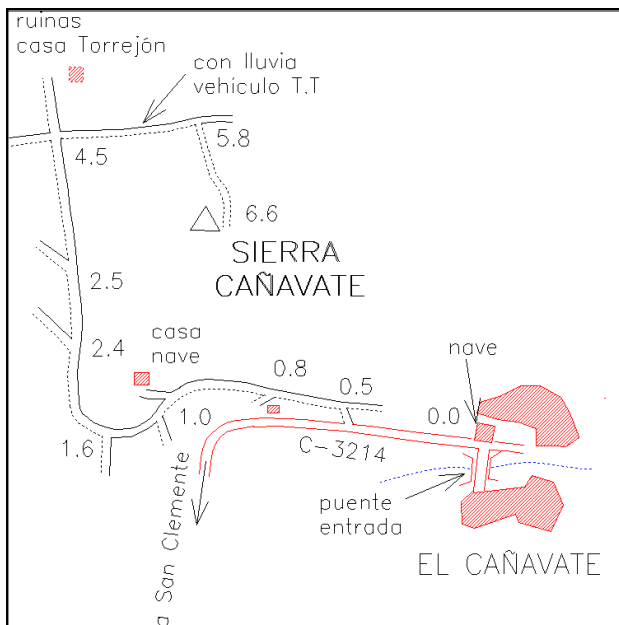 ruinas
casa Torrejón
con lluvia
vehículo T.T
4.5
5.8
6.6
SIERRA
CAÑAVATE
2.5
2.4
casa
nave
nave
0.8
0.5
0.0
1.0
1.6
C-3214
a San Clemente
puente
entrada
EL CAÑAVATE